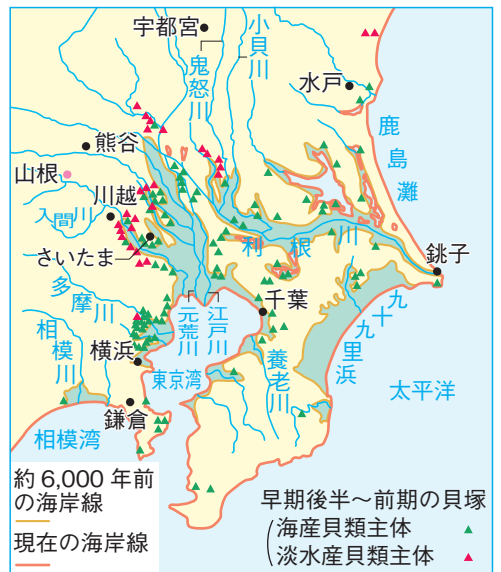 宇都宮
小貝川
鬼怒川
水戸
鹿島灘
熊谷
山根
川越
入間川
さいたま
利根川
銚子
多摩川
元荒川
江戸川
千葉
九十九里浜
相模川
横浜
東京湾
養老川
太平洋
鎌倉
相模湾
約6,000年前
の海岸線
現在の海岸線
早期後半～前期の貝塚
海産貝類主体
淡水産貝類主体